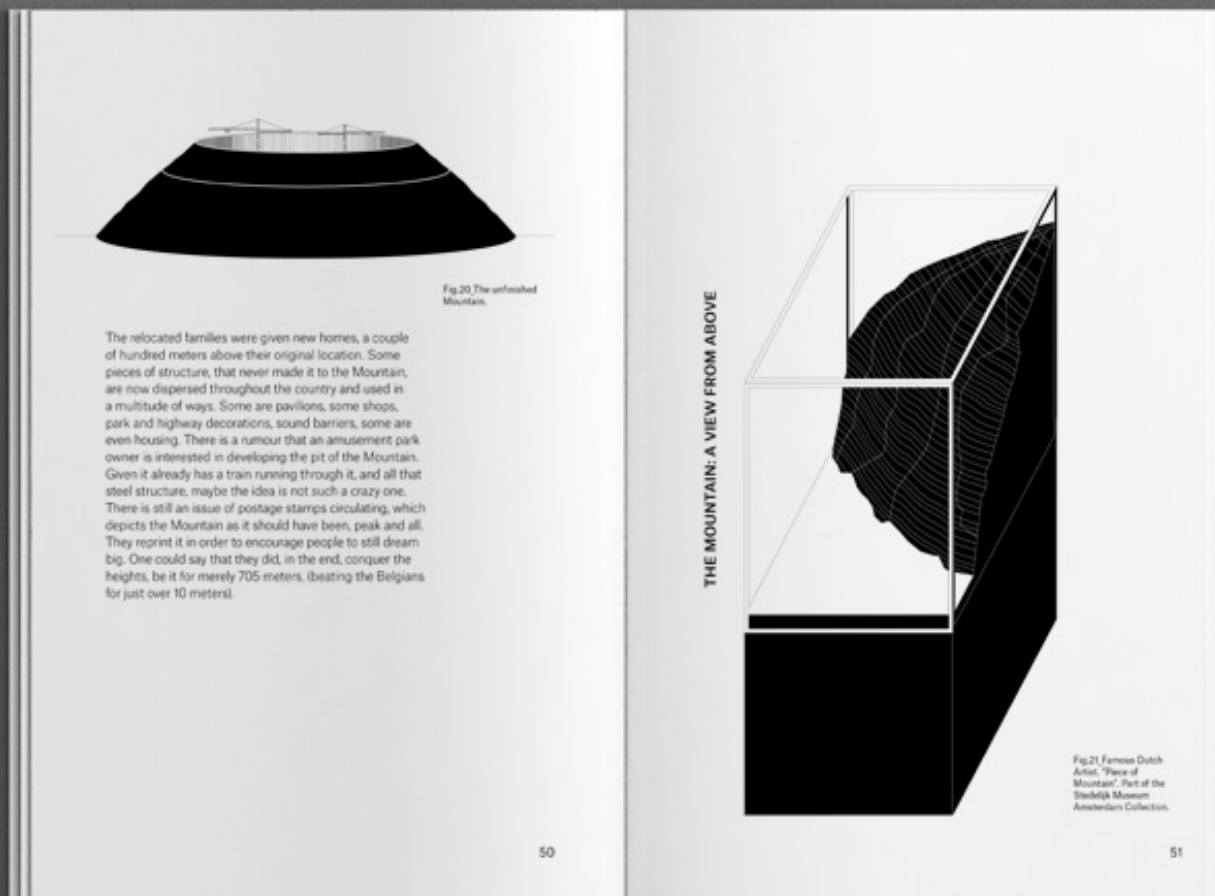 Fig.20_The unfinished
Mountain.
The relocated families were given new homes, a couple
of hundred meters above their original location. Some
pieces of structure, that never made it to the Mountain,
are now dispersed throughout the country and used in
a multitude of ways. Some are pavilions, some shops,
park and highway decorations, sound barriers, some are
even housing. There is a rumour that an amusement park
owner is interested in developing the pit of the Mountain.
Given it already has a train running through it, and all that
steel structure, maybe the idea is not such a crazy one.
There is still an issue of postage stamps circulating, which
depicts the Mountain as it should have been, peak and all.
They reprint it in order to encourage people to still dream
big. One could say that they did, in the end, conquer the
heights, be it for merely 705 meters, (beating the Belgians
for just over 10 meters).
50
THE MOUNTAIN: A VIEW FROM ABOVE
Fig.21_Famous Dutch
Artist. "Piece of
Mountain". Part of the
Stedelijk Museum
Amsterdam Collection.
51